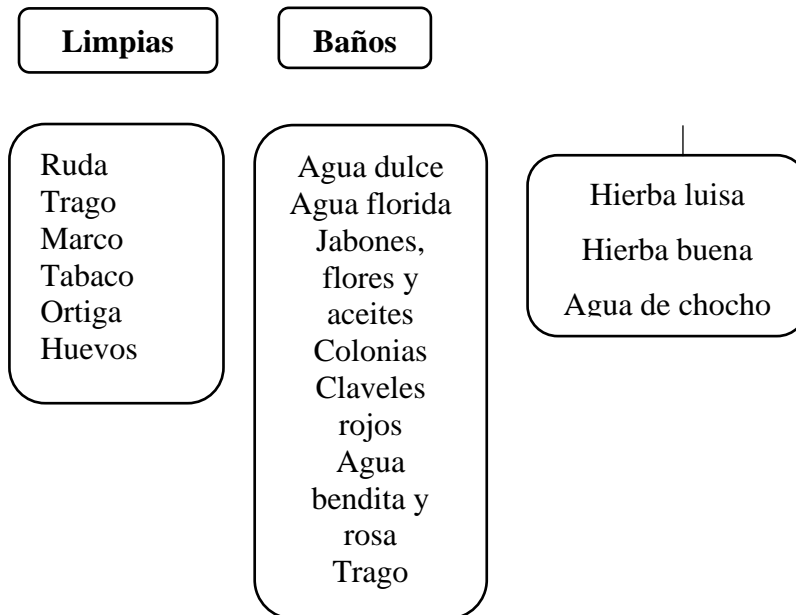 Limpias
Baños
Ruda
Trago
Marco
Tabaco
Ortiga
Huevos
Agua dulce
Agua florida
Jabones,
flores y
aceites
Colonias
Claveles
rojos
Agua
bendita y
rosa
Trago
Hierba luisa
Hierba buena
Agua de chocho